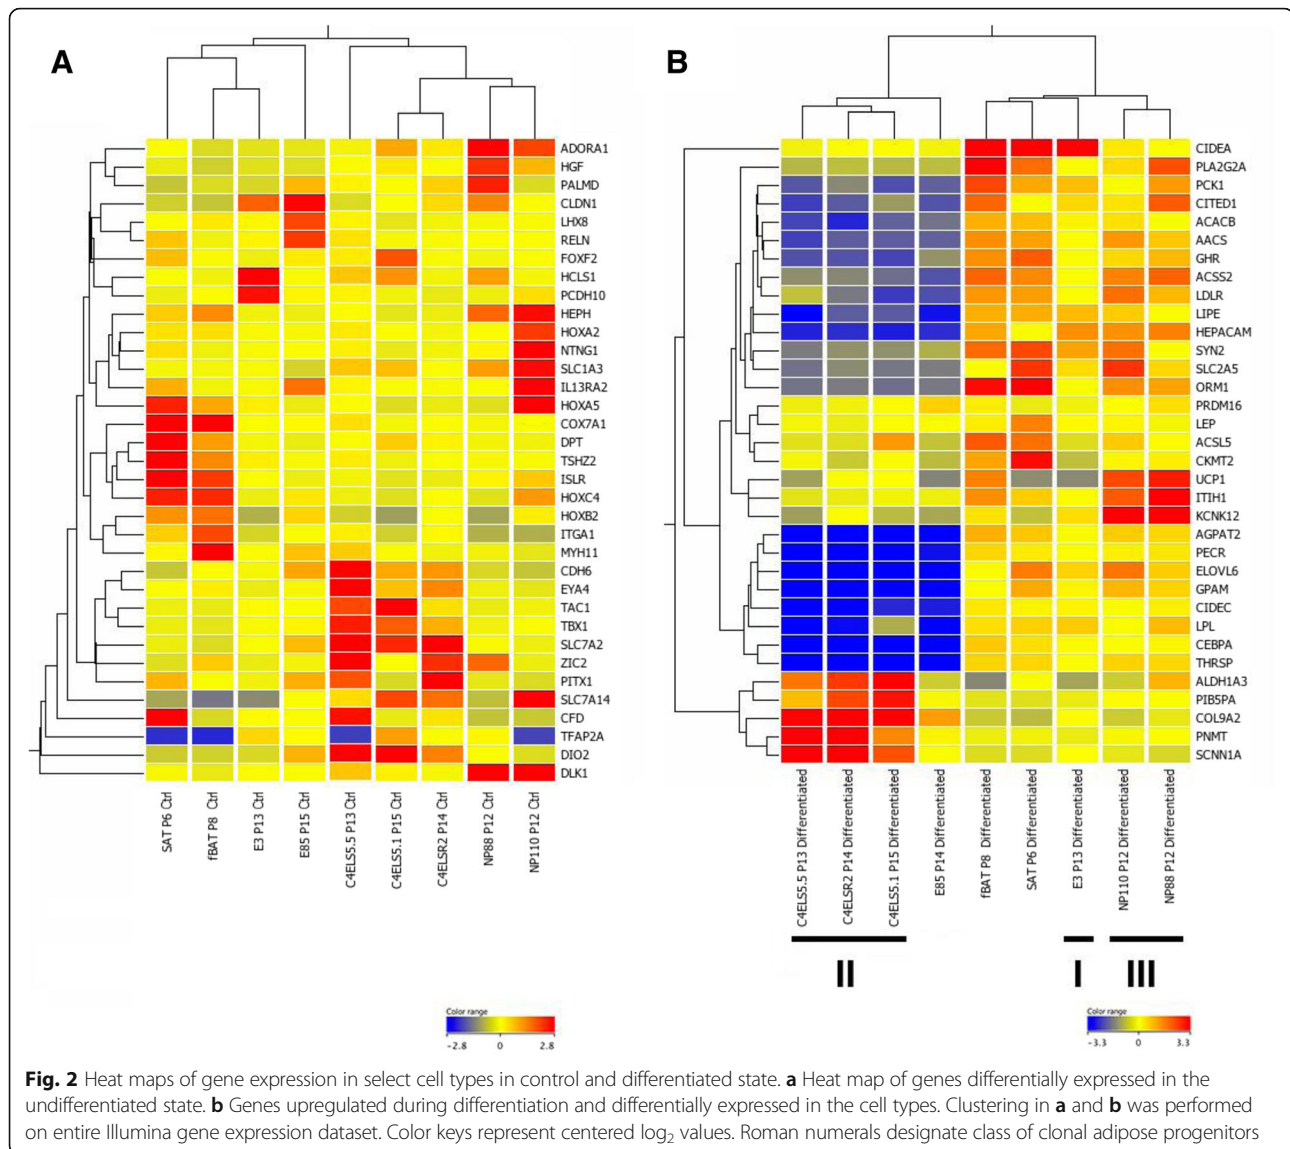 A
B
ADORA1
HGF
PALMD
CLDN1
LHX8
RELN
FOXF2
HCLS1
PCDH10
HEPH
HOXA2
NTNG1
SLC1A3
IL13RA2
HOXA5
COX7A1
DPT
TSHZ2
ISLR
HOXC4
HOXB2
ITGA1
MYH11
CDH6
EYA4
TAC1
TBX1
SLC7A2
ZIC2
PITX1
SLC7A14
CFD
TFAP2A
DIO2
DLK1
SAT P6 Ctrl
fBAT P8 Ctrl
E3 P13 Ctrl
E85 P15 Ctrl
C4ELS5.5 P13 Ctrl
C4ELS5.1 P15 Ctrl
C4ELSR2 P14 Ctrl
NP88 P12 Ctrl
NP110 P12 Ctrl
Color range
-2.8 0 2.8
CIDEA
PLA2G2A
PCK1
CITED1
ACACB
AACS
GHR
ACSS2
LDLR
LIPE
HEPACAM
SYN2
SLC2A5
ORM1
PRDM16
LEP
ACSL5
CKMT2
UCP1
ITIH1
KCNK12
AGPAT2
PECR
ELOVL6
GPAM
CIDEC
LPL
CEBPA
THRSP
ALDH1A3
PIB5PA
COL9A2
PNMT
SCNN1A
C4ELS5.5 P13 Differentiated
C4ELSR2 P14 Differentiated
C4ELS5.1 P15 Differentiated
E85 P14 Differentiated
fBAT P8 Differentiated
SAT P6 Differentiated
E3 P13 Differentiated
NP110 P12 Differentiated
NP88 P12 Differentiated
II
I
III
Color range
-3.3 0 3.3
Fig. 2 Heat maps of gene expression in select cell types in control and differentiated state. a Heat map of genes differentially expressed in the
undifferentiated state. b Genes upregulated during differentiation and differentially expressed in the cell types. Clustering in a and b was performed
on entire Illumina gene expression dataset. Color keys represent centered log2 values. Roman numerals designate class of clonal adipose progenitors